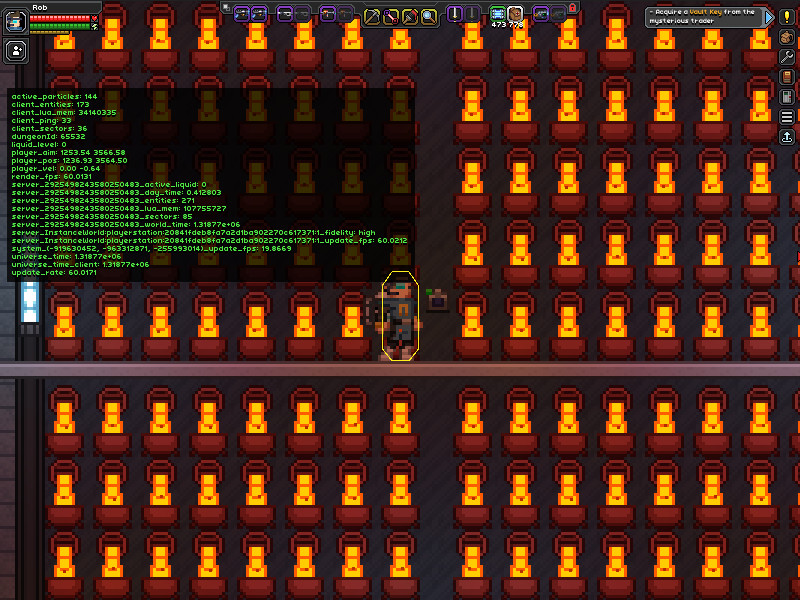 Rob
473 773
- Acquire a Vault Key from the
mysterious trader
active_particles: 144
client_entities: 173
client_lua_mem: 34140335
client_ping: 33
client_sectors: 36
dungeonId: 65532
liquid_level: 0
player_aim: 1253.54 3566.58
player_pos: 1236.93 3564.50
player_vel: 0.00 -0.64
render_fps: 60.0131
server_2925498243580250483_active_liquid: 0
server_2925498243580250483_day_time: 0.412803
server_2925498243580250483_entities: 271
server_2925498243580250483_lua_mem: 107755727
server_2925498243580250483_sectors: 85
server_2925498243580250483_world_time: 1.31877e+06
server_InstanceWorld:playerstation:20841fdeb8fa7a2d1ba902270c617371:1_fidelity: high
server_InstanceWorld:playerstation:20841fdeb8fa7a2d1ba902270c617371:1_update_fps: 60.0212
system_(-919630452, -963312871, -255993014)_update_fps: 19.8669
universe_time: 1.31877e+06
universe_time_client: 1.31877e+06
update_rate: 60.0171